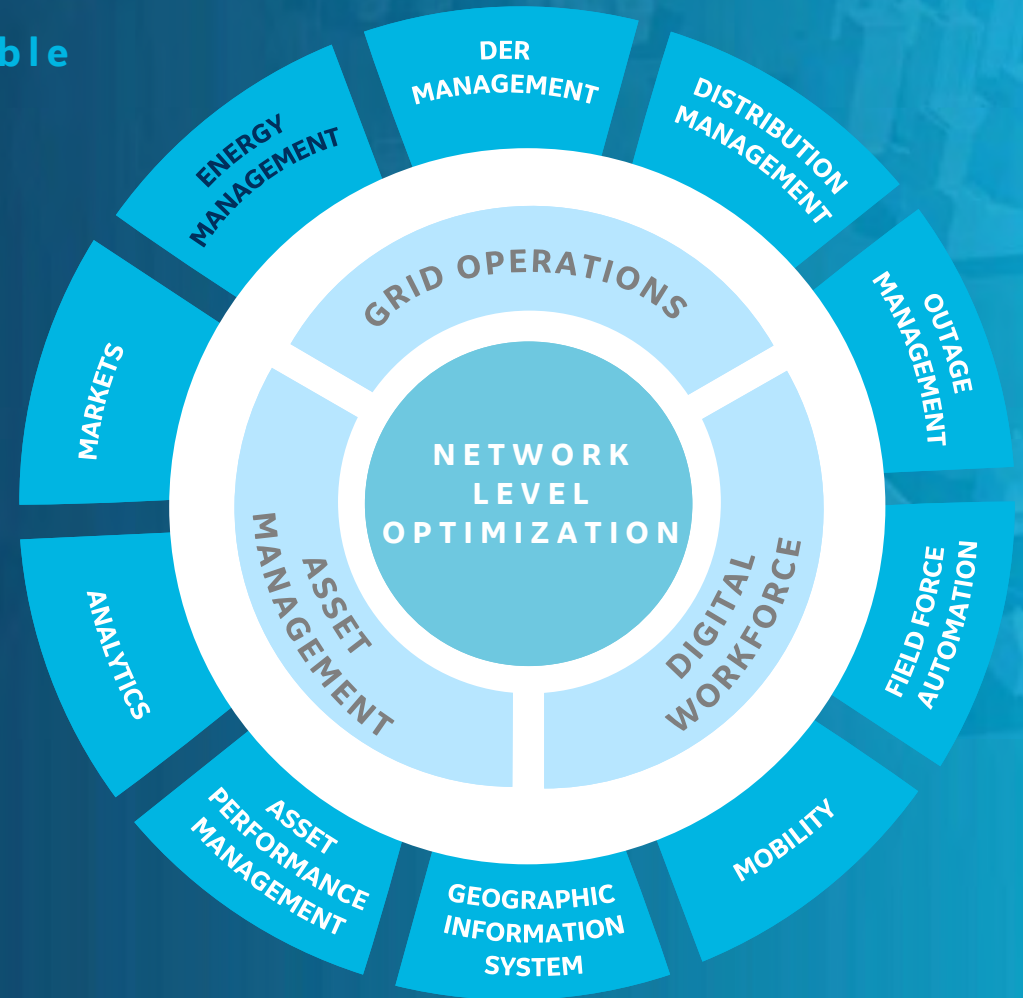 ble
DER
MANAGEMENT
DISTRIBUTION
MANAGEMENT
OUTAGE
MANAGEMENT
FIELD FORCE
AUTOMATION
MOBILITY
GEOGRAPHIC
INFORMATION
SYSTEM
ASSET
PERFORMANCE
MANAGEMENT
ANALYTICS
MARKETS
ENERGY
MANAGEMENT
GRID OPERATIONS
DIGITAL
WORKFORCE
ASSET
MANAGEMENT
NETWORK
LEVEL
OPTIMIZATION